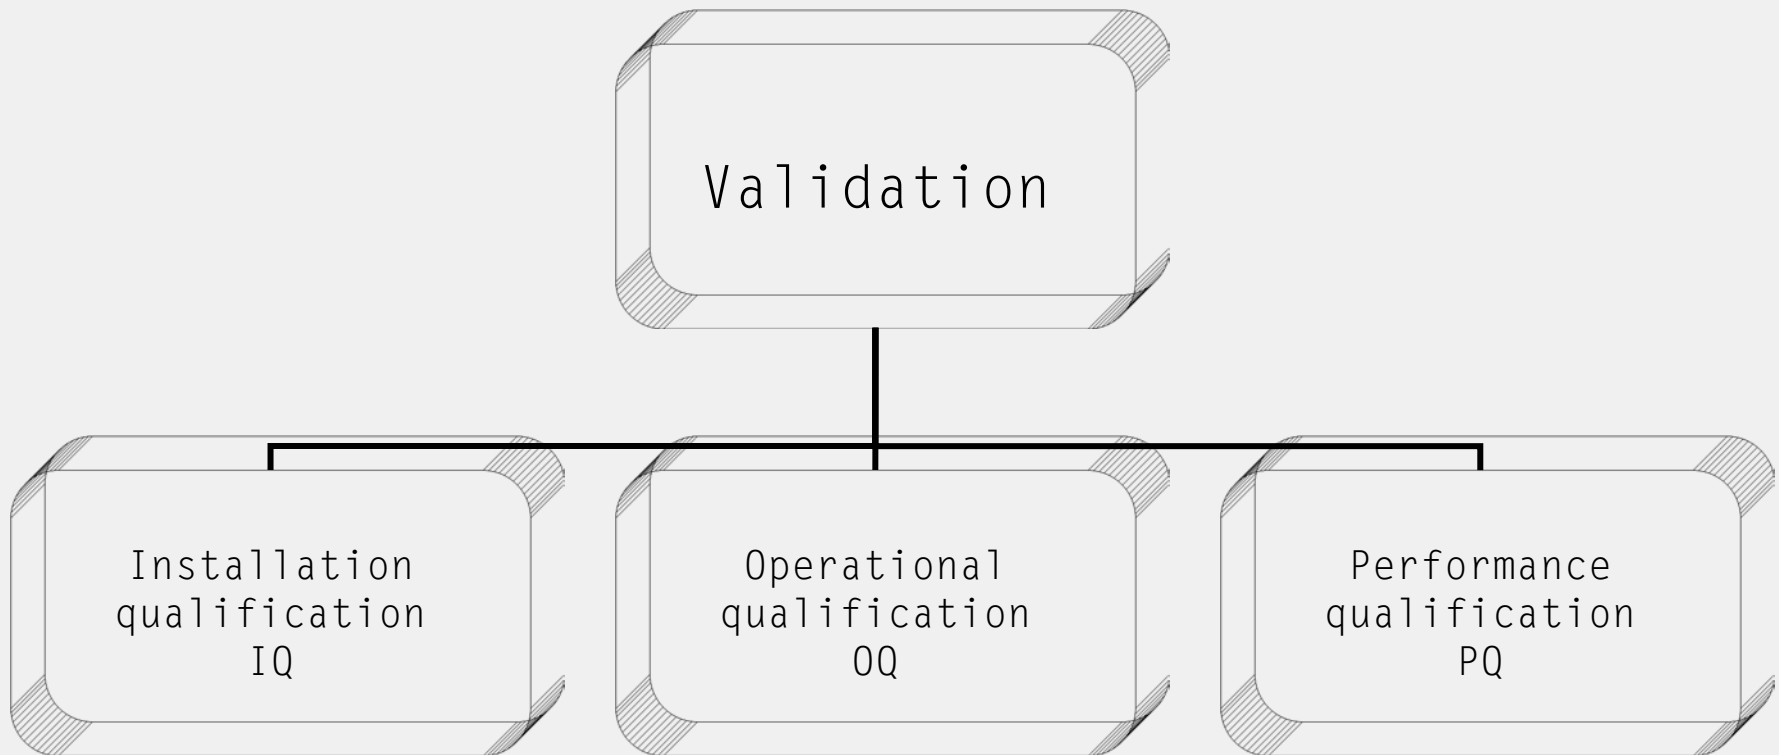 Validation
Installation
qualification
IQ
Operational
qualification
OQ
Performance
qualification
PQ